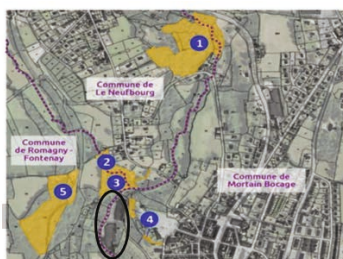 1
Commune de
Le Neufbourg
Commune
de Romagny -
Fontenay
2
3
5
4
Commune de
Mortain Bocage